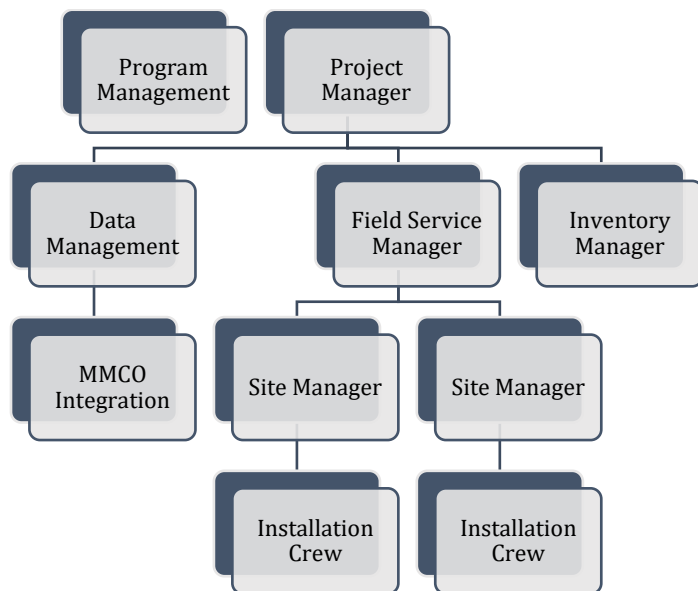 Program
Management
Project
Manager
Data
Management
Field Service
Manager
Inventory
Manager
MMCO
Integration
Site Manager
Site Manager
Installation
Crew
Installation
Crew